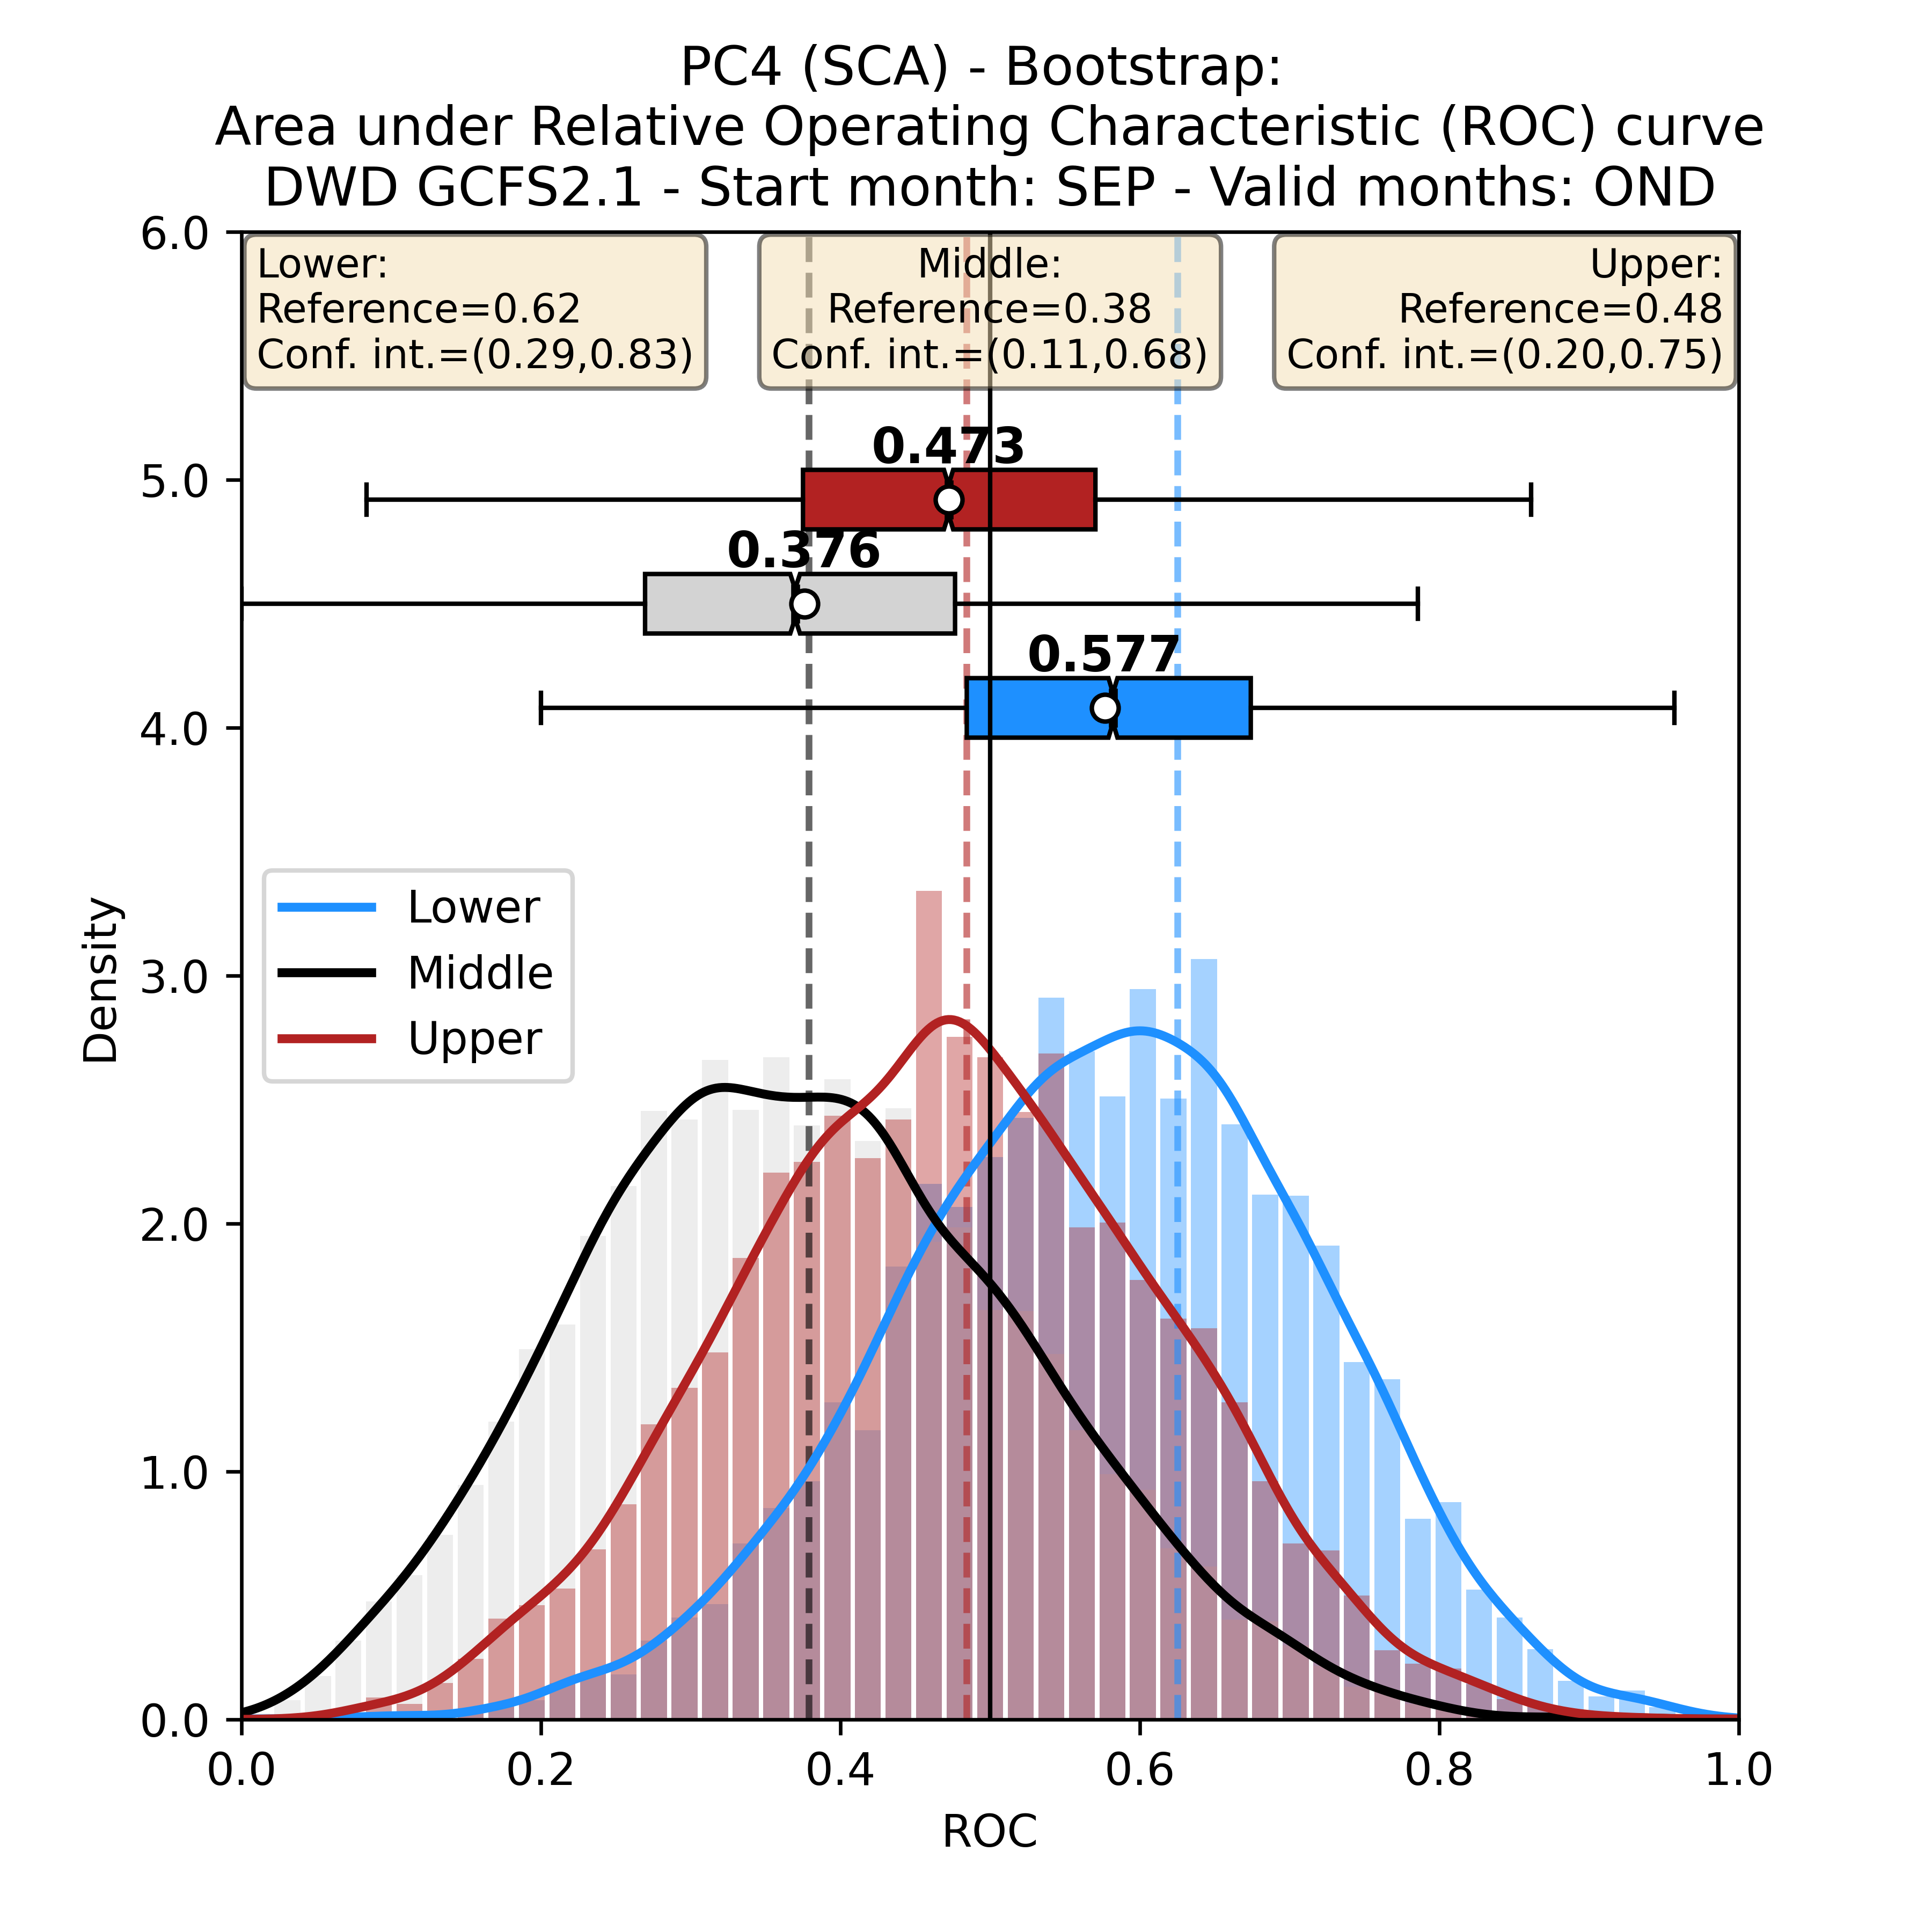 PC4 (SCA) - Bootstrap:
Area under Relative Operating Characteristic (ROC) curve
DWD GCFS2.1 - Start month: SEP - Valid months: OND
Lower:
Reference=0.62
Conf. int.=(0.29,0.83)
Middle:
Reference=0.38
Conf. int.=(0.11,0.68)
Upper:
Reference=0.48
Conf. int.=(0.20,0.75)
0.473
0.376
0.577
Lower
Middle
Upper
6.0
5.0
4.0
3.0
2.0
1.0
0.0
Density
0.0
0.2
0.4
0.6
0.8
1.0
ROC